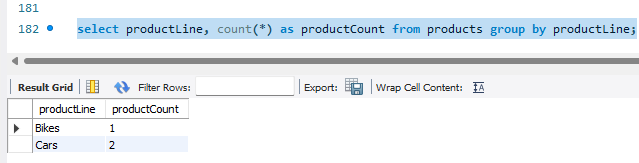 181
182 select productLine, count(*) as productCount from products group by productLine;
Result Grid Filter Rows: Export: Wrap Cell Content: IA
productLine productCount
Bikes 1
Cars 2